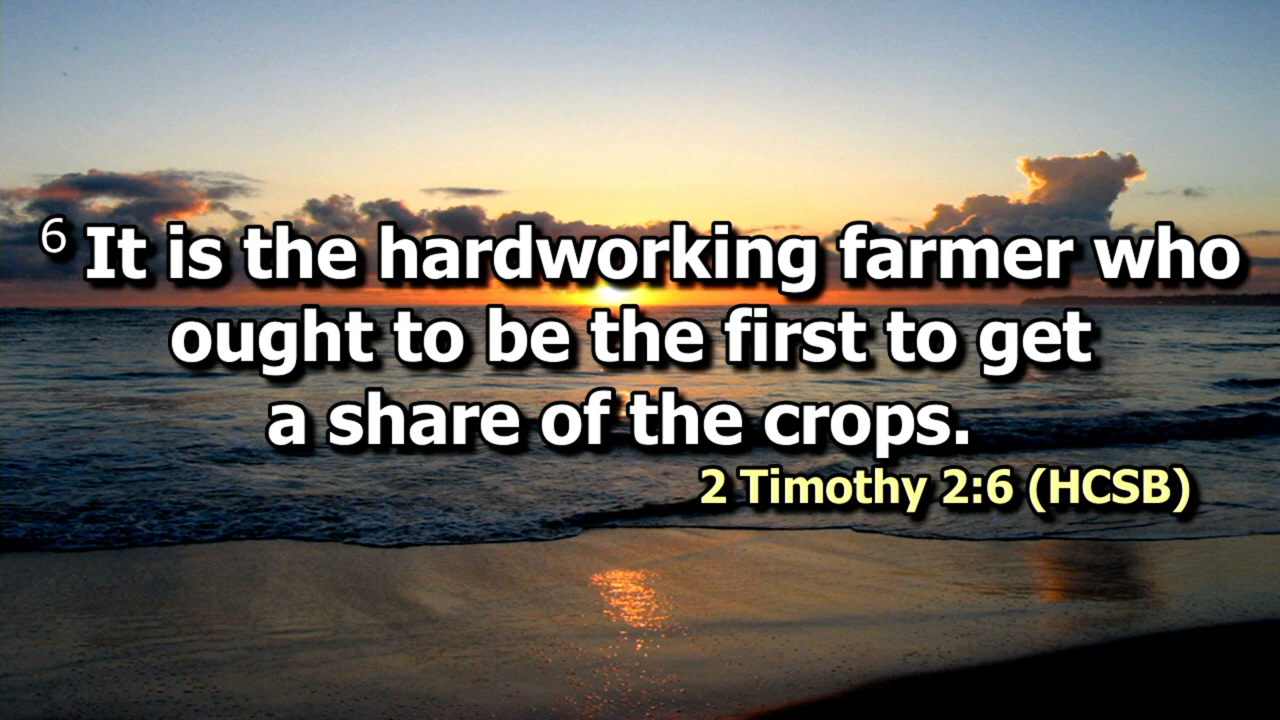 6 It is the hardworking farmer who
ought to be the first to get
a share of the crops.
2 Timothy 2:6 (HCSB)